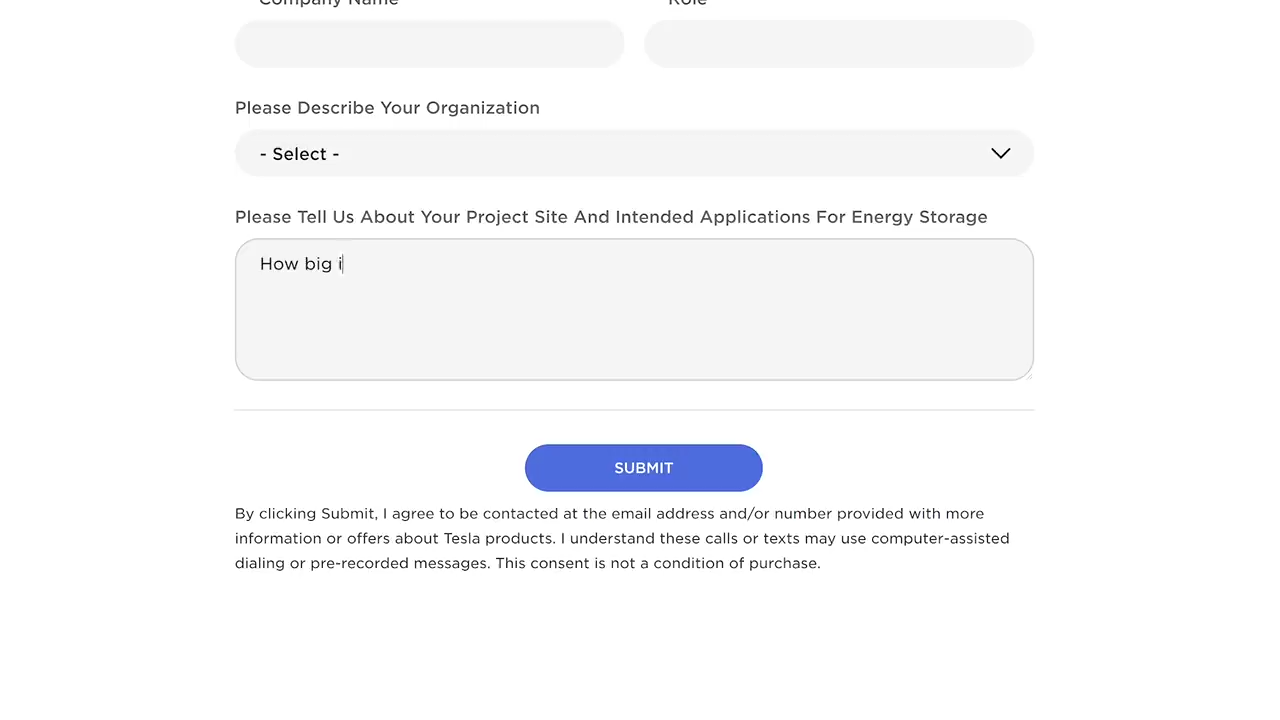 Company Name
Role
Please Describe Your Organization
- Select -
Please Tell Us About Your Project Site And Intended Applications For Energy Storage
How big i
SUBMIT
By clicking Submit, I agree to be contacted at the email address and/or number provided with more
information or offers about Tesla products. I understand these calls or texts may use computer-assisted
dialing or pre-recorded messages. This consent is not a condition of purchase.